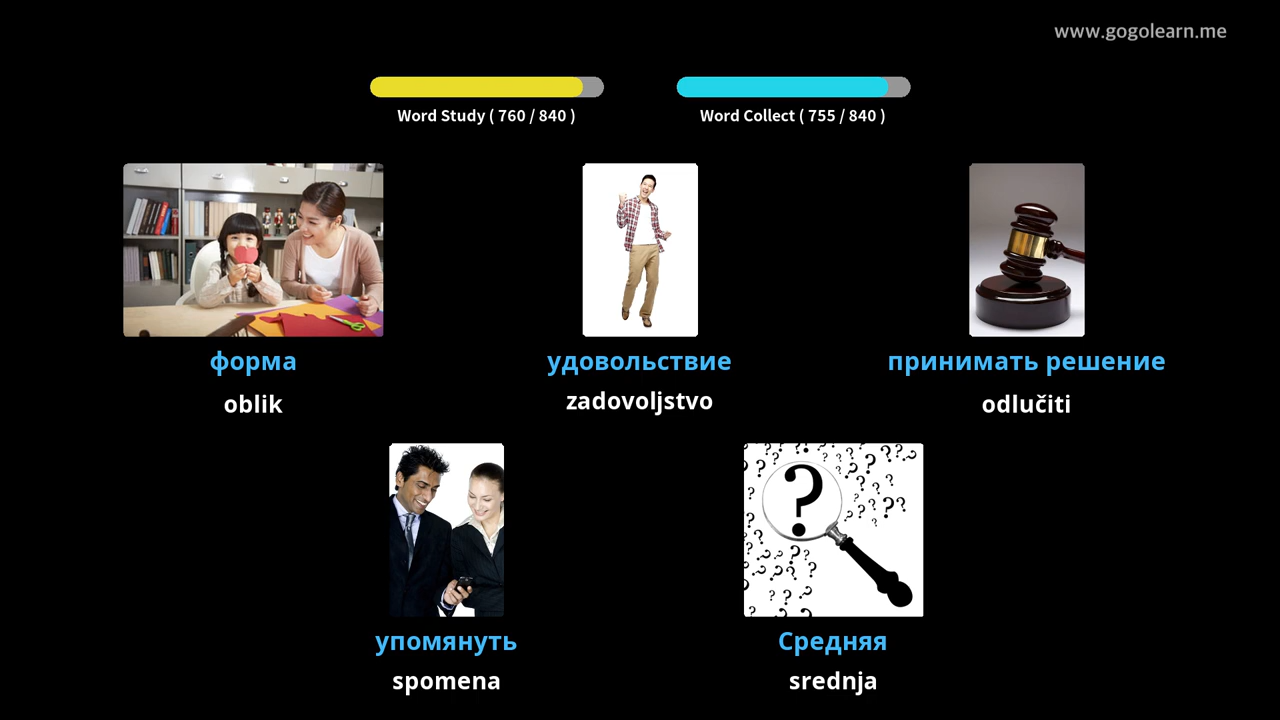 www.gogolearn.me
Word Study ( 760 / 840 )
Word Collect ( 755 / 840 )
форма
удовольствие
принимать решение
oblik
zadovoljstvo
odlučiti
упомянуть
Средняя
spomena
srednja